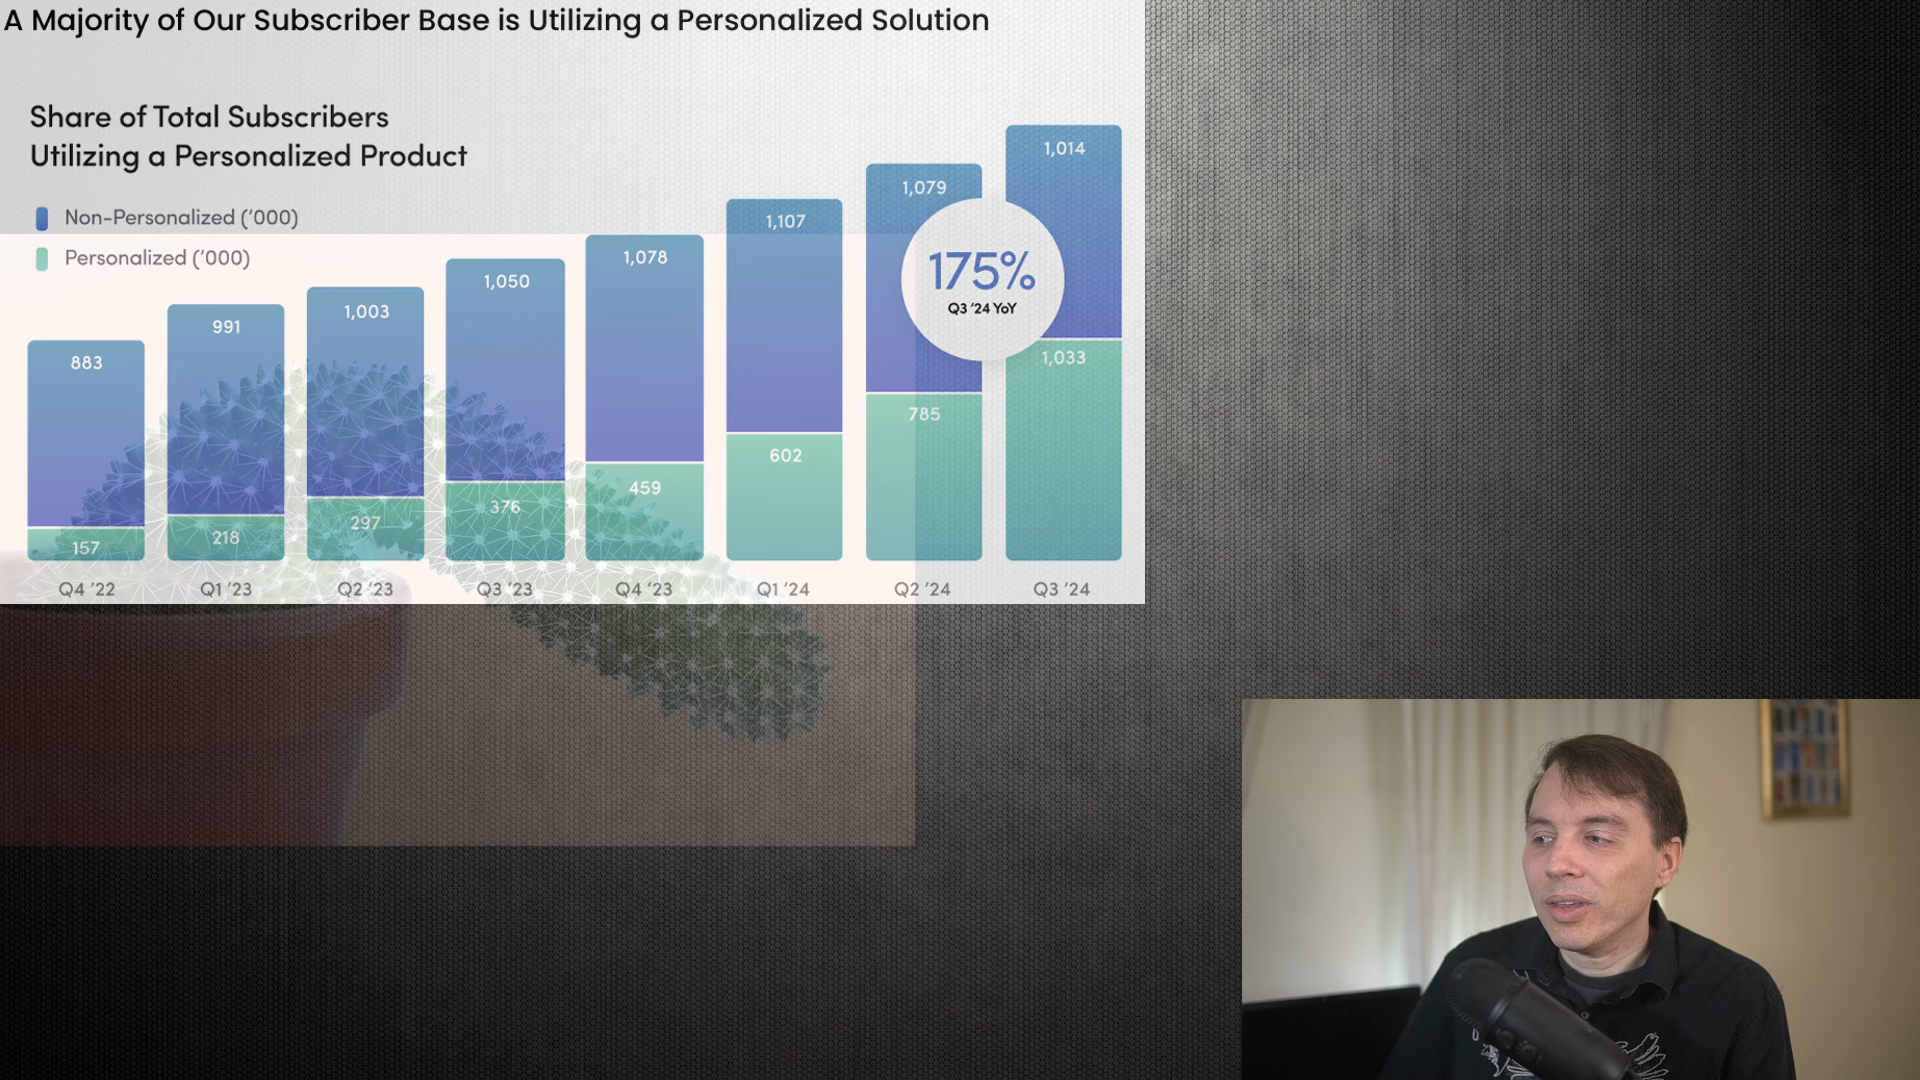 A Majority of Our Subscriber Base is Utilizing a Personalized Solution
Share of Total Subscribers
Utilizing a Personalized Product
Non-Personalized (’000)
Personalized (’000)
883
991
1,003
1,050
1,078
1,107
1,079
1,014
175%
Q3 ’24 YoY
157
218
297
376
459
602
785
1,033
Q4 ’22
Q1 ’23
Q2 ’23
Q3 ’23
Q4 ’23
Q1 ’24
Q2 ’24
Q3 ’24